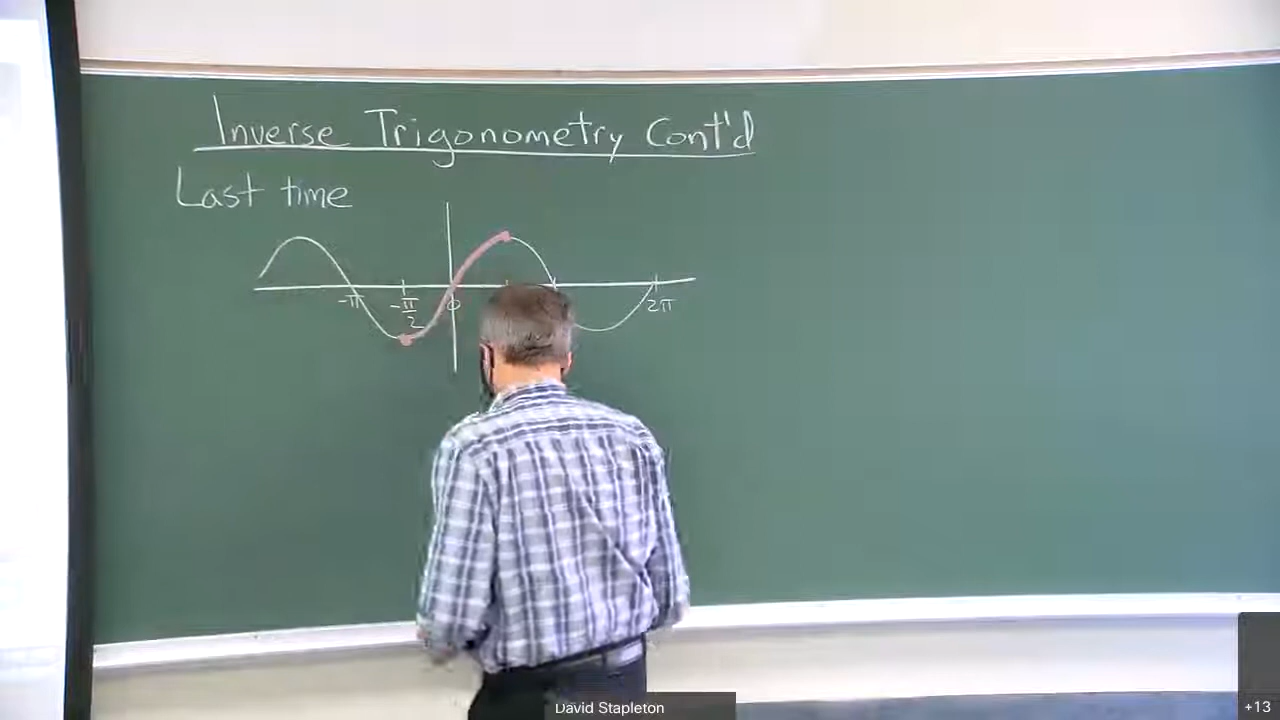 Inverse Trigonometry Cont'd
Last time
-π -π/2 0 2π
David Stapleton
+13